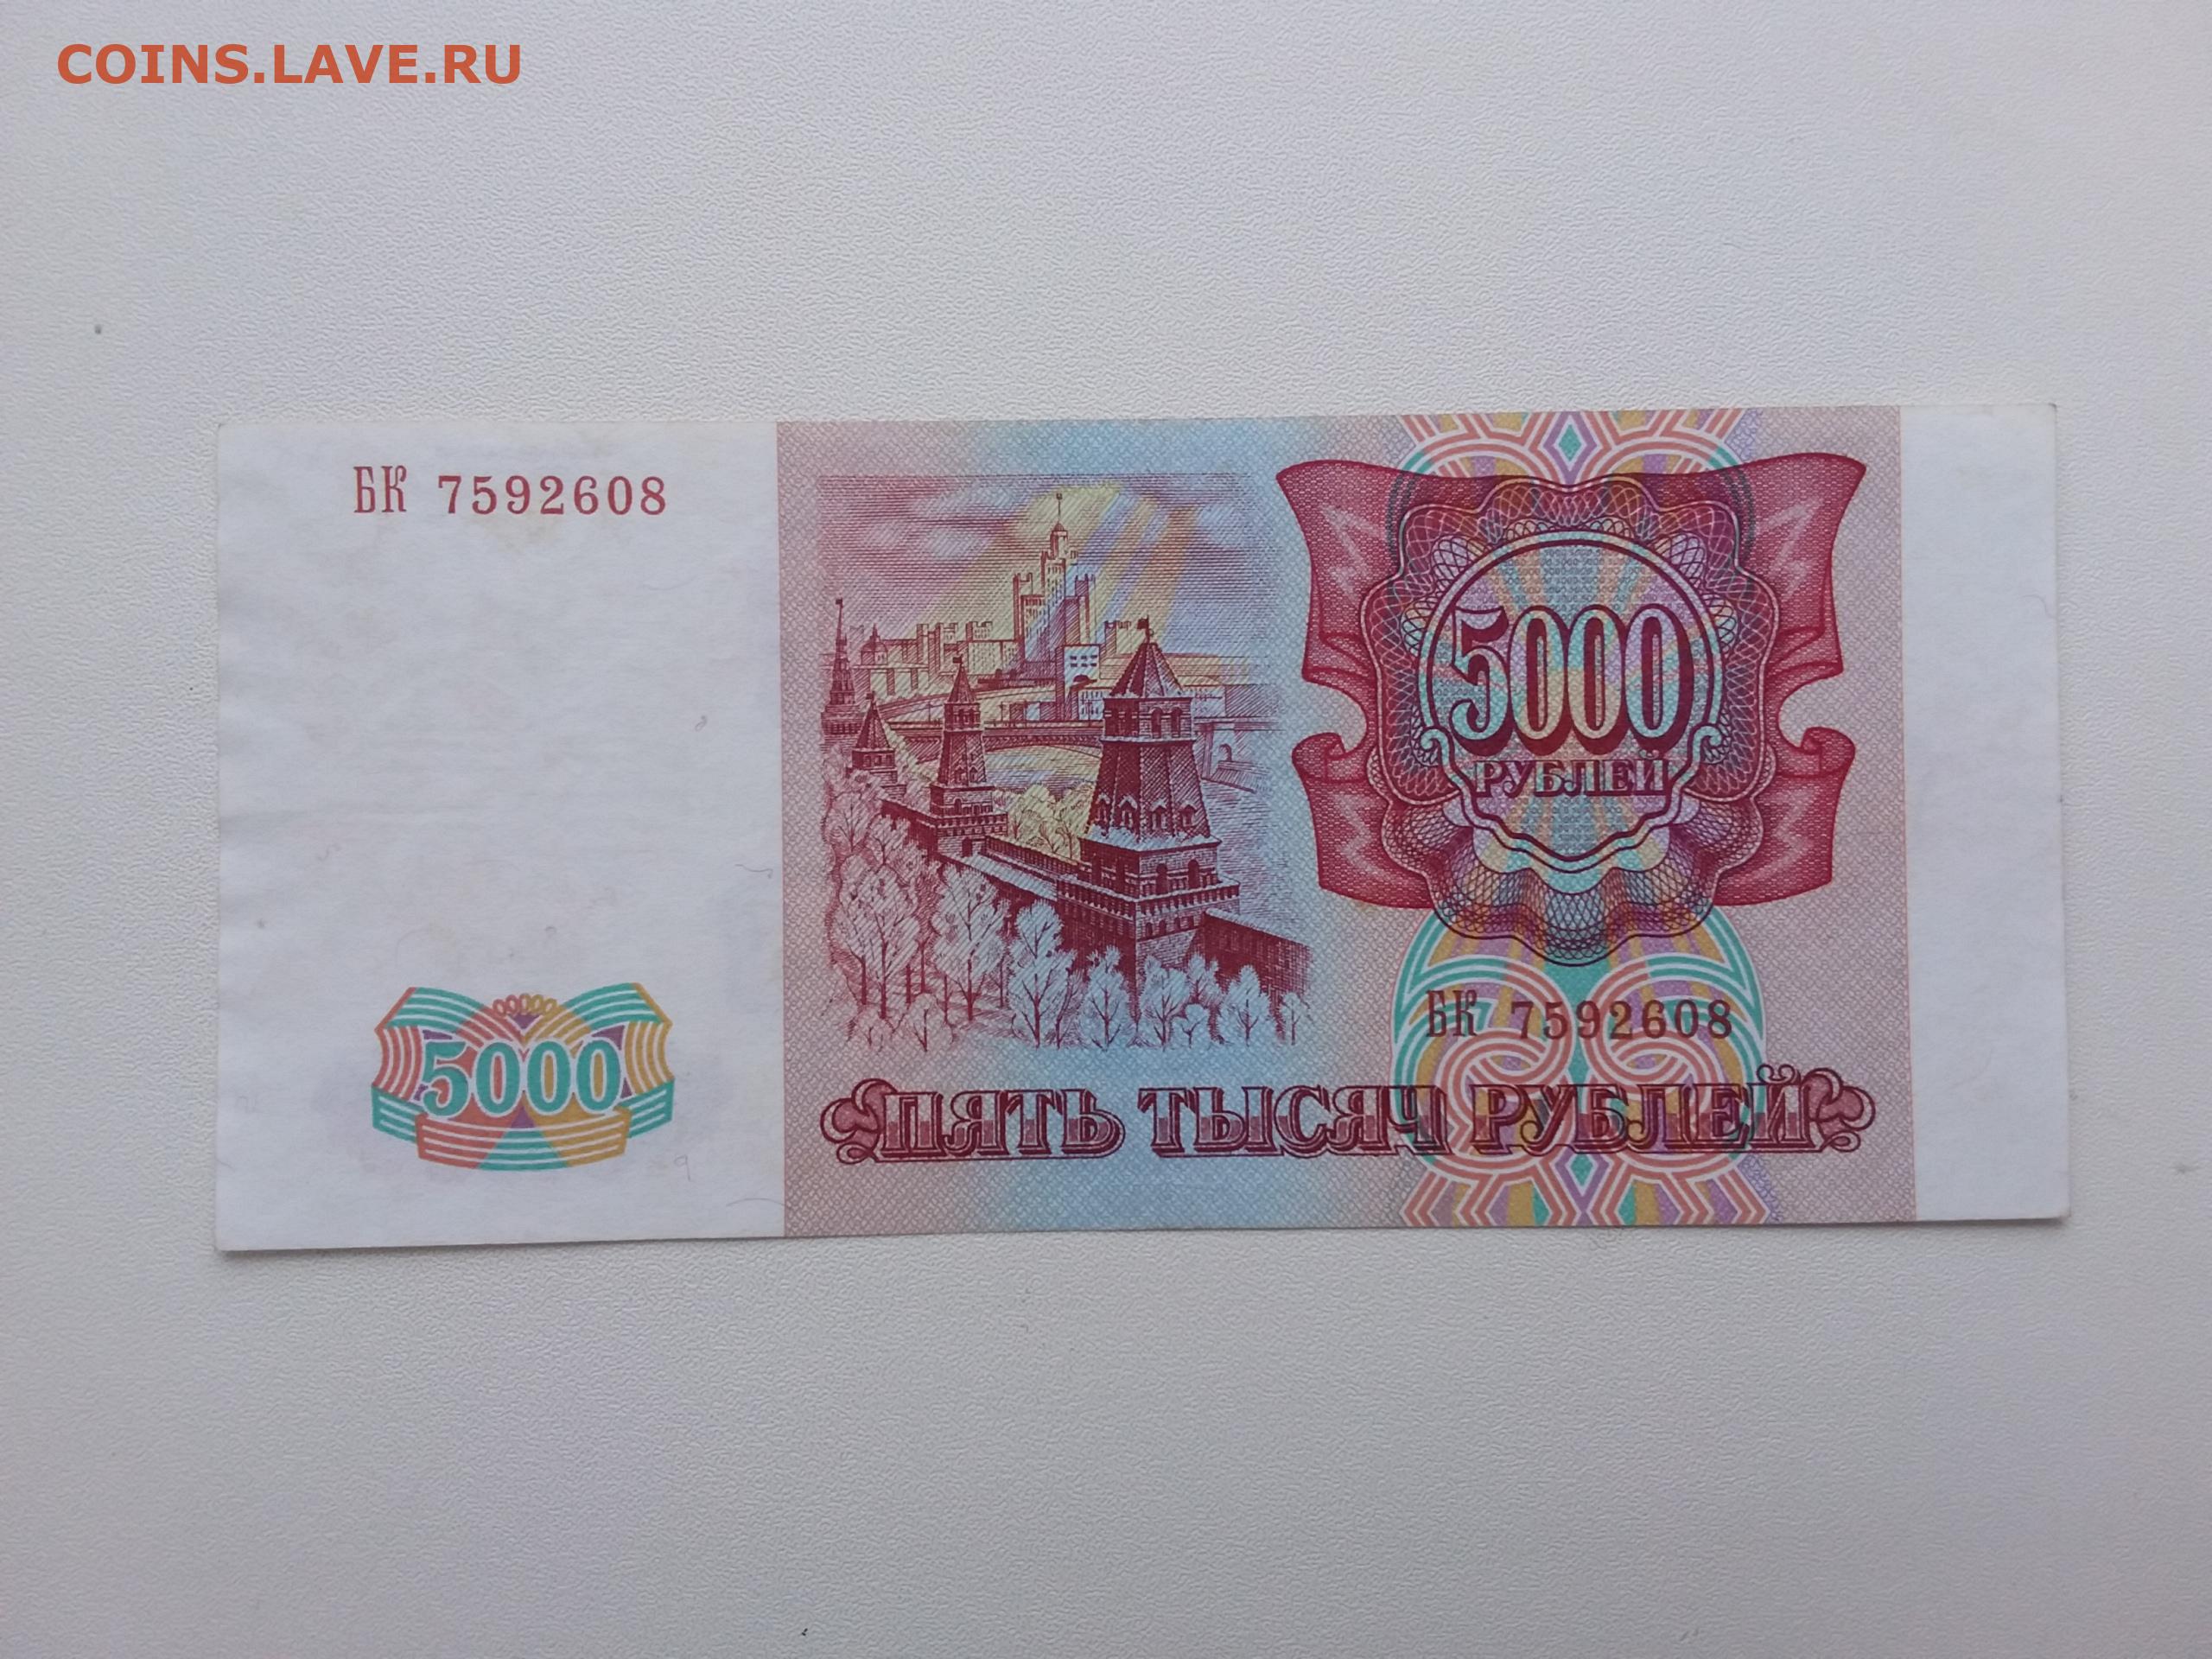 COINS.LAVE.RU
БК 7592608
5000
РУБЛЕЙ
БК 7592608
5000
ПЯТЬ ТЫСЯЧ РУБЛЕЙ